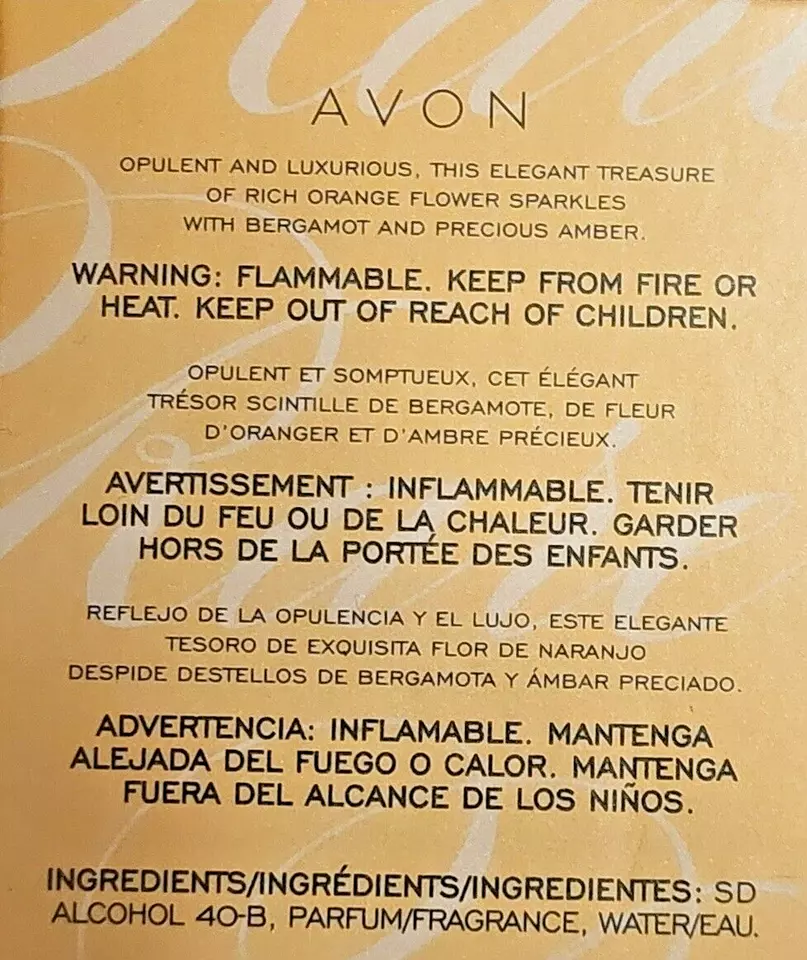 AVON
OPULENT AND LUXURIOUS, THIS ELEGANT TREASURE
OF RICH ORANGE FLOWER SPARKLES
WITH BERGAMOT AND PRECIOUS AMBER.
WARNING: FLAMMABLE. KEEP FROM FIRE OR
HEAT. KEEP OUT OF REACH OF CHILDREN.
OPULENT ET SOMPTUEUX, CET ÉLÉGANT
TRÉSOR SCINTILLE DE BERGAMOTE, DE FLEUR
D'ORANGER ET D'AMBRE PRÉCIEUX.
AVERTISSEMENT : INFLAMMABLE. TENIR
LOIN DU FEU OU DE LA CHALEUR. GARDER
HORS DE LA PORTÉE DES ENFANTS.
REFLEJO DE LA OPULENCIA Y EL LUJO, ESTE ELEGANTE
TESORO DE EXQUISITA FLOR DE NARANJO
DESPIDE DESTELLOS DE BERGAMOTA Y ÁMBAR PRECIADO.
ADVERTENCIA: INFLAMABLE. MANTENGA
ALEJADA DEL FUEGO O CALOR. MANTENGA
FUERA DEL ALCANCE DE LOS NIÑOS.
INGREDIENTS/INGRÉDIENTS/INGREDIENTES: SD
ALCOHOL 40-B, PARFUM/FRAGRANCE, WATER/EAU.